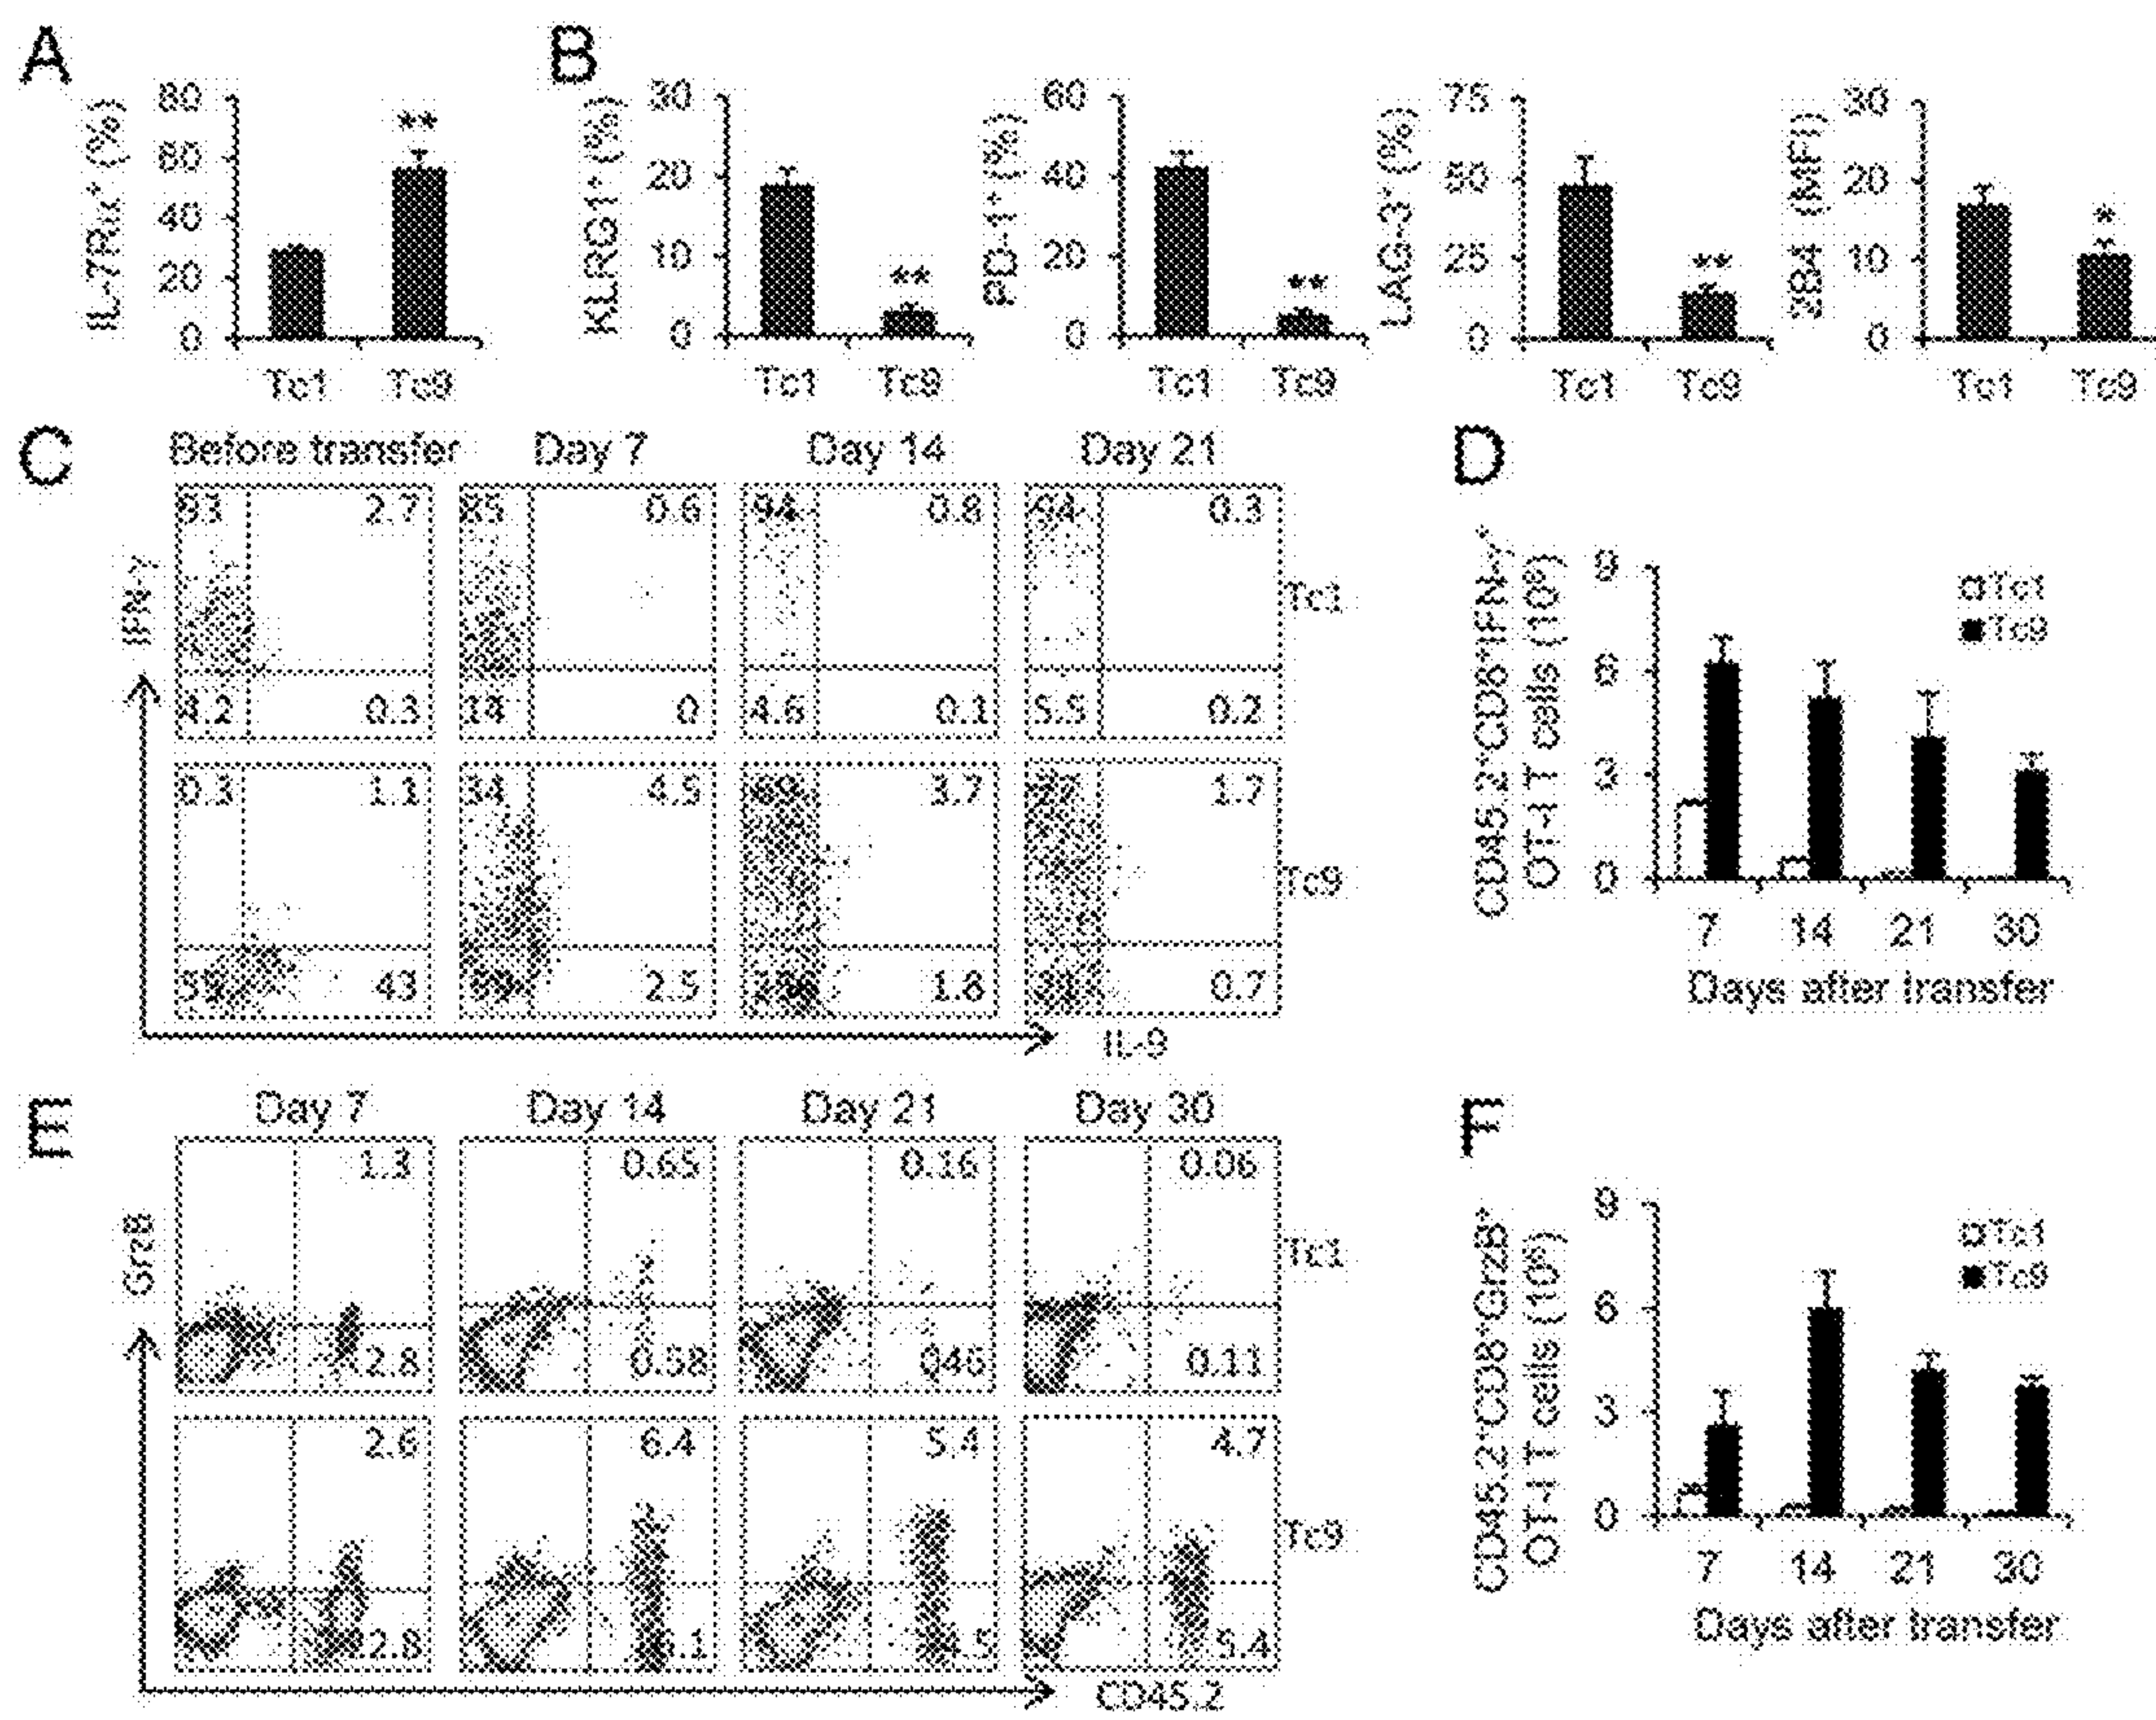 A
B
IL-7Rα⁺ (%)
80
60
40
20
0
**
Tc1 Tc9
KLRG1⁺ (%)
30
20
10
0
**
Tc1 Tc9
PD-1⁺ (%)
60
40
20
0
**
Tc1 Tc9
LAG-3⁺ (%)
75
50
25
0
**
Tc1 Tc9
2B4 (MFI)
30
20
10
0
*
Tc1 Tc9
C
Before transfer Day 7 Day 14 Day 21
IFN-γ
93 2.7 85 0.6 94 0.8 94 0.3
Tc1
4.2 0.3 14 0 4.6 0.1 5.5 0.2
0.3 1.1 34 4.5 69 3.7 1.7
Tc9
43 2.5 1.8 0.7
IL-9
D
CD45.2⁺CD8⁺IFN-γ⁺
OT-I T cells (10⁶)
9
6
3
0
Tc1
Tc9
7 14 21 30
Days after transfer
E
Day 7 Day 14 Day 21 Day 30
GrzB
1.3 0.65 0.16 0.06
Tc1
2.8 0.58 046 0.11
2.6 6.4 5.4 4.7
Tc9
2.8
CD45.2
F
CD45.2⁺CD8⁺GrzB⁺
OT-I T cells (10⁶)
9
6
3
0
Tc1
Tc9
7 14 21 30
Days after transfer